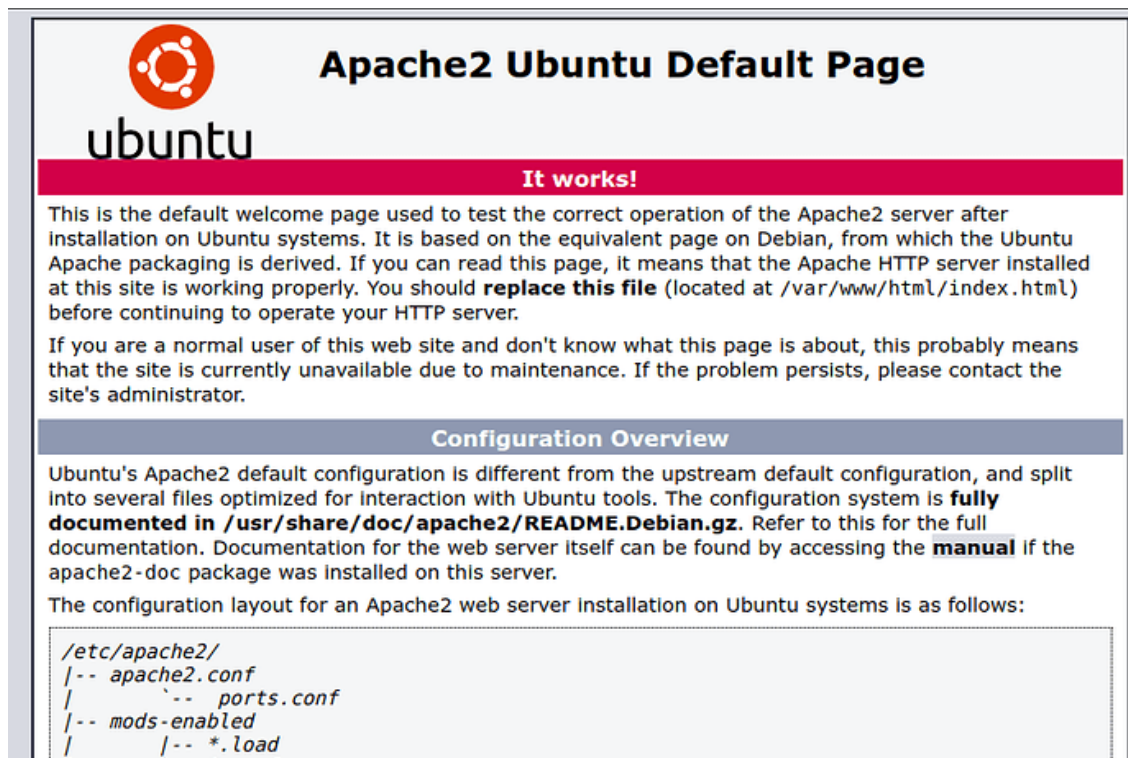 ubuntu
Apache2 Ubuntu Default Page
It works!
This is the default welcome page used to test the correct operation of the Apache2 server after
installation on Ubuntu systems. It is based on the equivalent page on Debian, from which the Ubuntu
Apache packaging is derived. If you can read this page, it means that the Apache HTTP server installed
at this site is working properly. You should replace this file (located at /var/www/html/index.html)
before continuing to operate your HTTP server.
If you are a normal user of this web site and don't know what this page is about, this probably means
that the site is currently unavailable due to maintenance. If the problem persists, please contact the
site's administrator.
Configuration Overview
Ubuntu's Apache2 default configuration is different from the upstream default configuration, and split
into several files optimized for interaction with Ubuntu tools. The configuration system is fully
documented in /usr/share/doc/apache2/README.Debian.gz. Refer to this for the full
documentation. Documentation for the web server itself can be found by accessing the manual if the
apache2-doc package was installed on this server.
The configuration layout for an Apache2 web server installation on Ubuntu systems is as follows:
/etc/apache2/
|-- apache2.conf
|       `--  ports.conf
|-- mods-enabled
|       |-- *.load